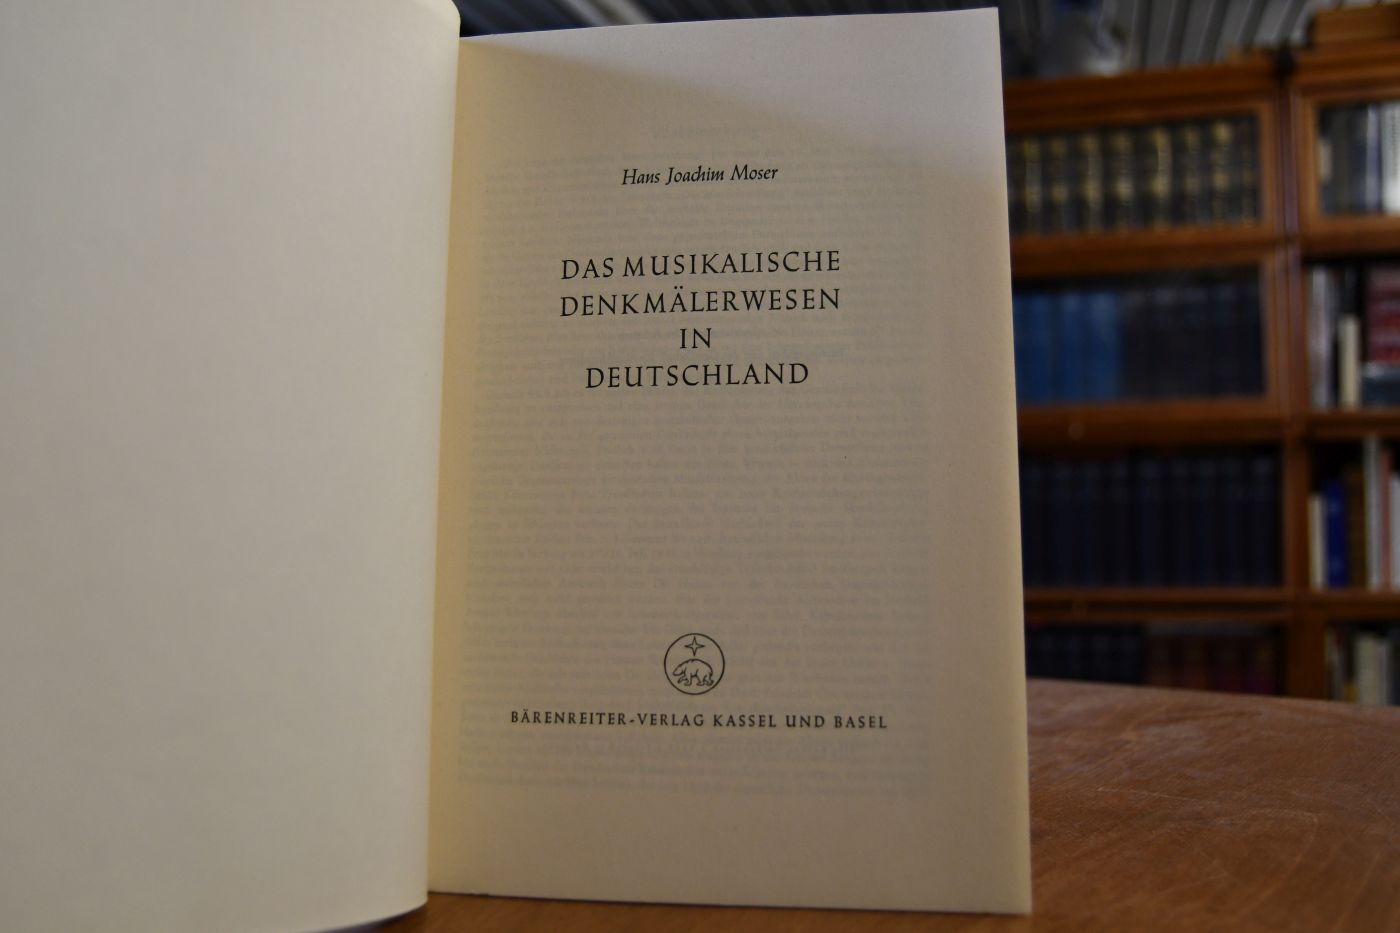 Hans Joachim Moser
DAS MUSIKALISCHE
DENKMÄLERWESEN
IN
DEUTSCHLAND
BÄRENREITER-VERLAG KASSEL UND BASEL